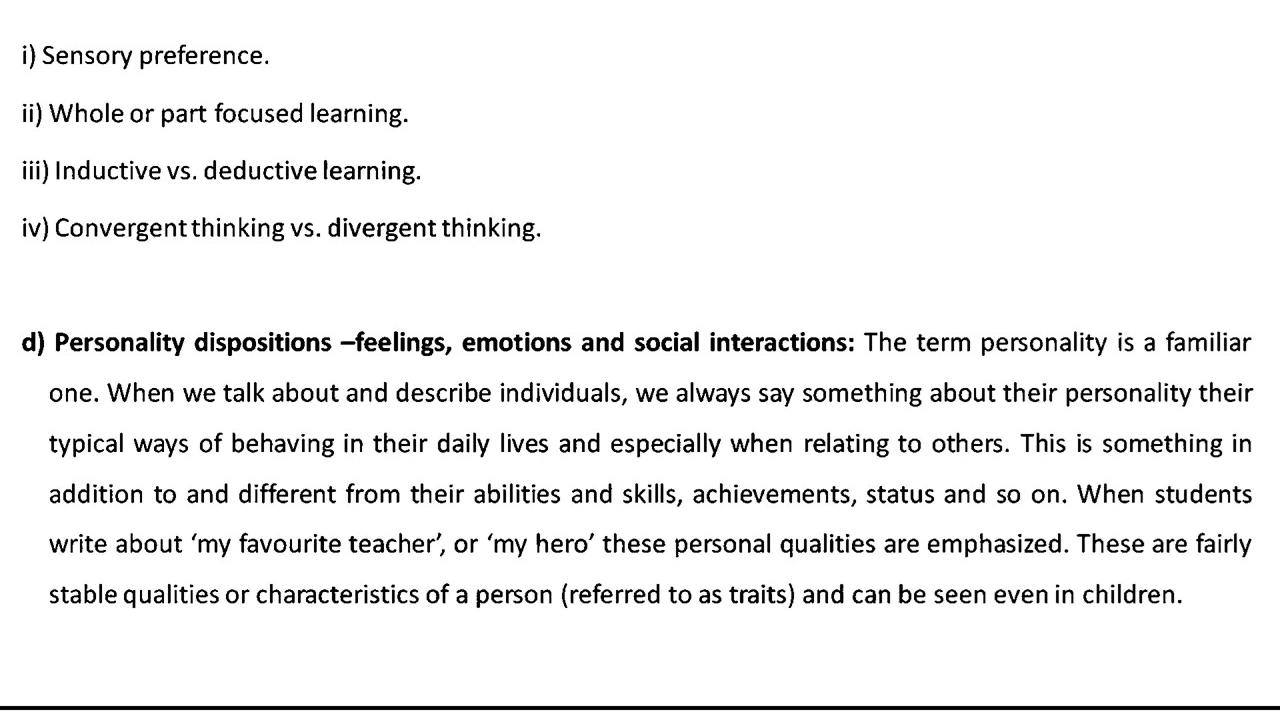 i) Sensory preference.
ii) Whole or part focused learning.
iii) Inductive vs. deductive learning.
iv) Convergent thinking vs. divergent thinking.
d) Personality dispositions –feelings, emotions and social interactions: The term personality is a familiar
one. When we talk about and describe individuals, we always say something about their personality their
typical ways of behaving in their daily lives and especially when relating to others. This is something in
addition to and different from their abilities and skills, achievements, status and so on. When students
write about ‘my favourite teacher’, or ‘my hero’ these personal qualities are emphasized. These are fairly
stable qualities or characteristics of a person (referred to as traits) and can be seen even in children.